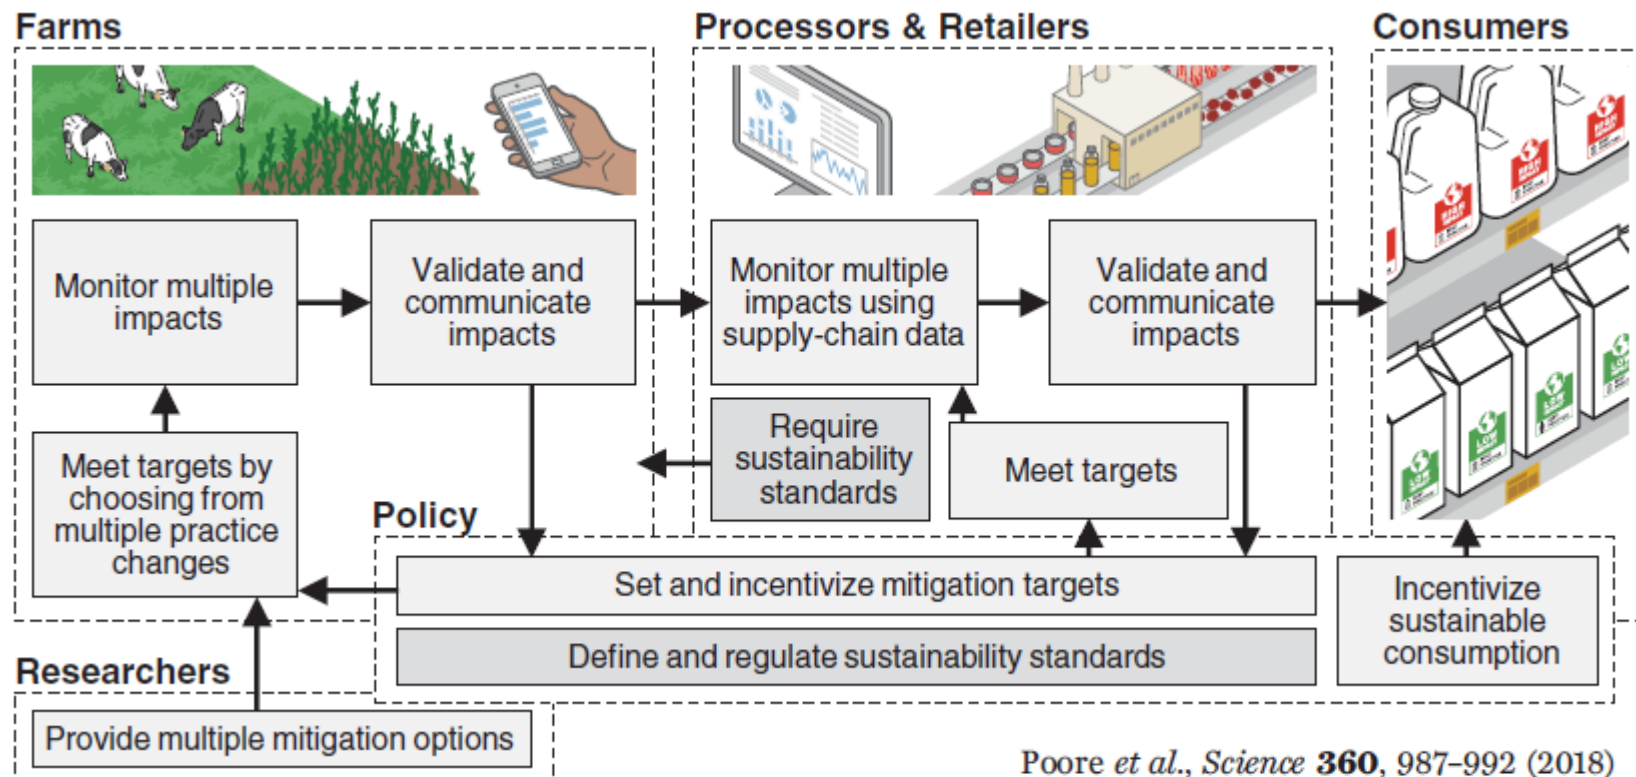 Farms
Processors & Retailers
Consumers
Monitor multiple
impacts
Validate and
communicate
impacts
Monitor multiple
impacts using
supply-chain data
Validate and
communicate
impacts
HIGH
LOW
Meet targets by
choosing from
multiple practice
changes
Require
sustainability
standards
Meet targets
Policy
Set and incentivize mitigation targets
Define and regulate sustainability standards
Incentivize
sustainable
consumption
Researchers
Provide multiple mitigation options
Poore et al., Science 360, 987–992 (2018)